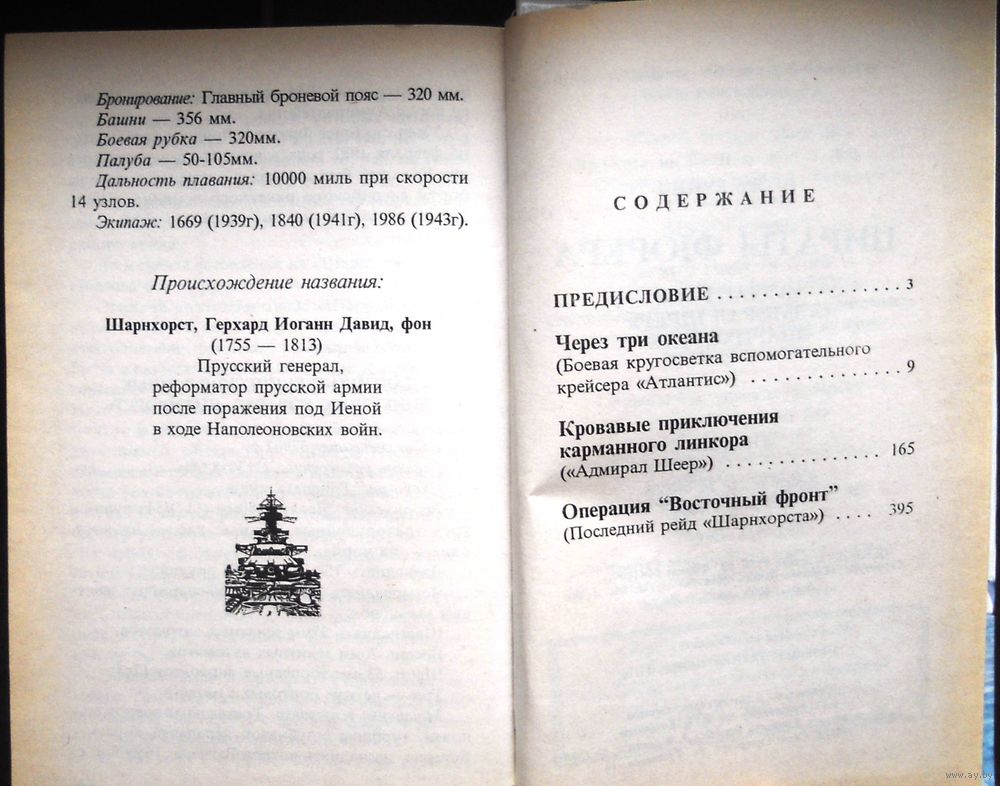 Бронирование: Главный броневой пояс — 320 мм.
Башни — 356 мм.
Боевая рубка — 320мм.
Палуба — 50-105мм.
Дальность плавания: 10000 миль при скорости
14 узлов.
Экипаж: 1669 (1939г), 1840 (1941г), 1986 (1943г).
Происхождение названия:
Шарнхорст, Герхард Иоганн Давид, фон
(1755 — 1813)
Прусский генерал,
реформатор прусской армии
после поражения под Иеной
в ходе Наполеоновских войн.
СОДЕРЖАНИЕ
ПРЕДИСЛОВИЕ . . . . . . . . . . . . . . . . . 3
Через три океана
(Боевая кругосветка вспомогательного
крейсера «Атлантис») . . . . . . . . . . . . . 9
Кровавые приключения
карманного линкора
(«Адмирал Шеер») . . . . . . . . . . . . . 165
Операция “Восточный фронт”
(Последний рейд «Шарнхорста») . . . . 395
www.ay.by